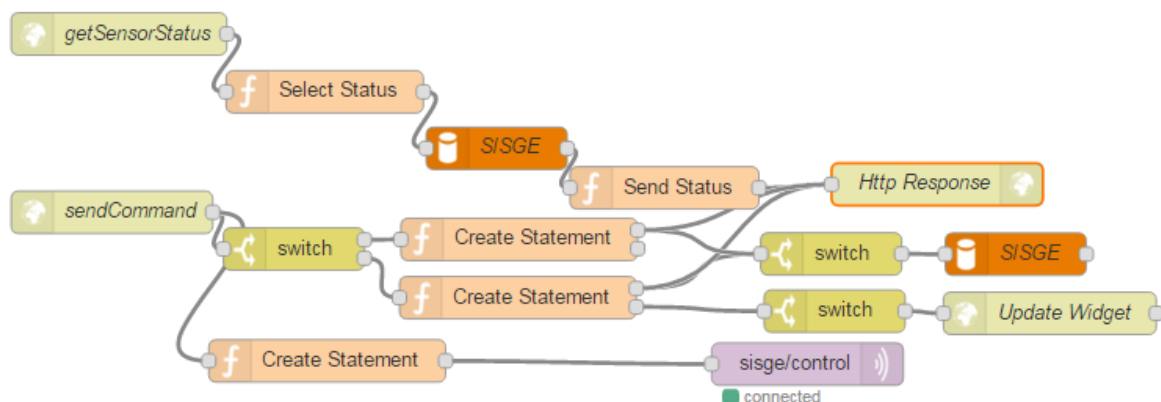 getSensorStatus
Select Status
SISGE
Send Status
Http Response
sendCommand
switch
Create Statement
switch
SISGE
Create Statement
switch
Update Widget
Create Statement
sisge/control
connected